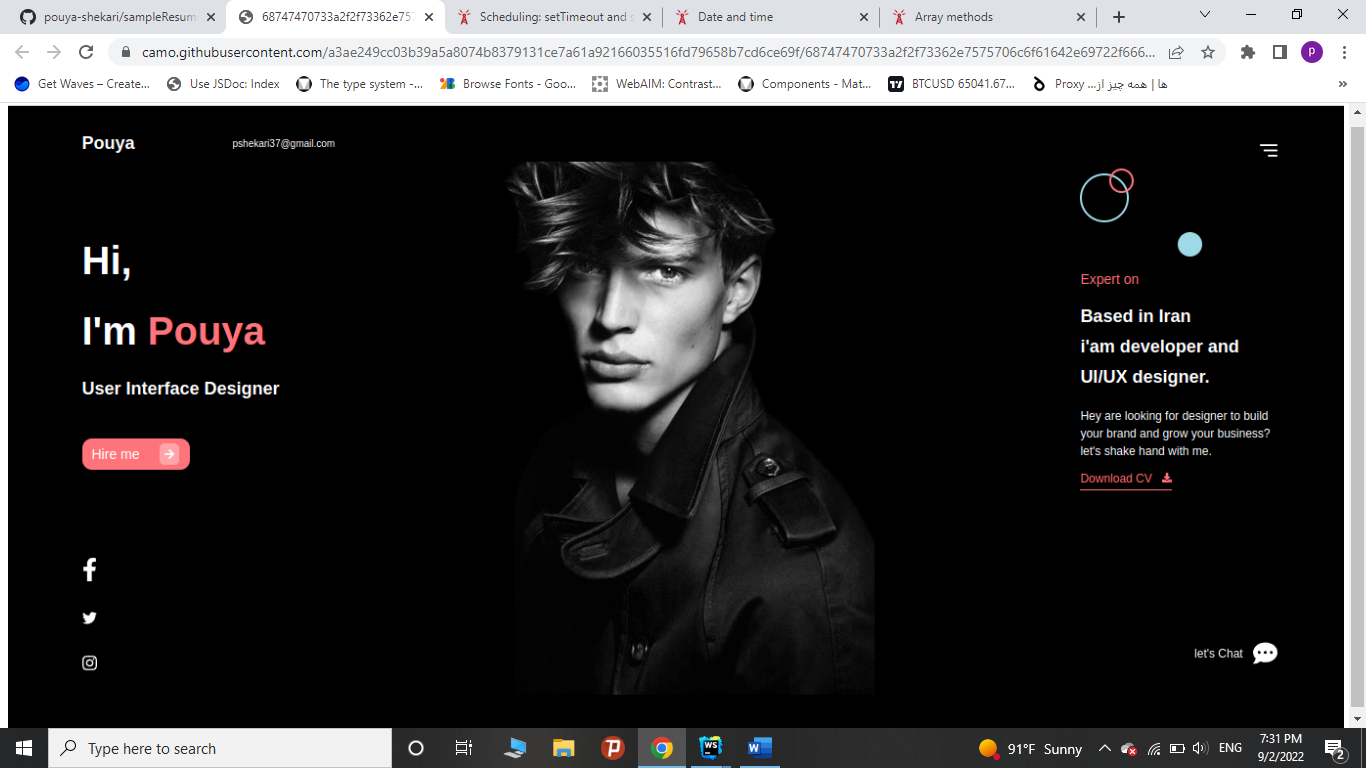 pouya-shekari/sampleResum
68747470733a2f2f73362e757
Scheduling: setTimeout and s
Date and time
Array methods
camo.githubusercontent.com/a3ae249cc03b39a5a8074b8379131ce7a61a92166035516fd79658b7cd6ce69f/68747470733a2f2f73362e7575706c6f61642e69722f666...
P
Get Waves – Create...
Use JSDoc: Index
The type system -...
Browse Fonts - Goo...
WebAIM: Contrast...
Components - Mat...
BTCUSD 65041.67...
Proxy ...ها | همه چیز از
»
Pouya
pshekari37@gmail.com
Hi,
I'm Pouya
User Interface Designer
Hire me
Expert on
Based in Iran
i'am developer and
UI/UX designer.
Hey are looking for designer to build
your brand and grow your business?
let's shake hand with me.
Download CV
let's Chat
Type here to search
WS
91°F Sunny
ENG
7:31 PM
9/2/2022
2